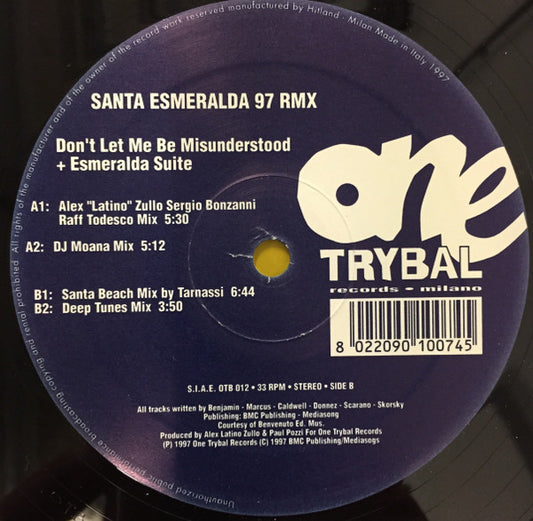 All rights of the manufacturer and of the owner of the record work reserved manufactured by Hitland - Milan Made in Italy 1997
SANTA ESMERALDA 97 RMX
Don't Let Me Be Misunderstood
+ Esmeralda Suite
A1: Alex "Latino" Zullo Sergio Bonzanni
Raff Todesco Mix 5:30
A2: DJ Moana Mix 5:12
B1: Santa Beach Mix by Tarnassi 6:44
B2: Deep Tunes Mix 3:50
one
TRYBAL
records • milano
8 022090 100745
S.I.A.E. OTB 012 • 33 RPM • STEREO • SIDE B
All tracks written by Benjamin - Marcus - Caldwell - Donnez - Scarano - Skorsky
Publishing: BMC Publishing - Mediasong
Courtesy of Benvenuto Ed. Mus.
Produced by Alex Latino Zullo & Paul Pozzi For One Trybal Records
(P) 1997 One Trybal Records (C) 1997 BMC Publishing/Mediasogs
Unauthorized public performance broadcasting copying and rental prohibited